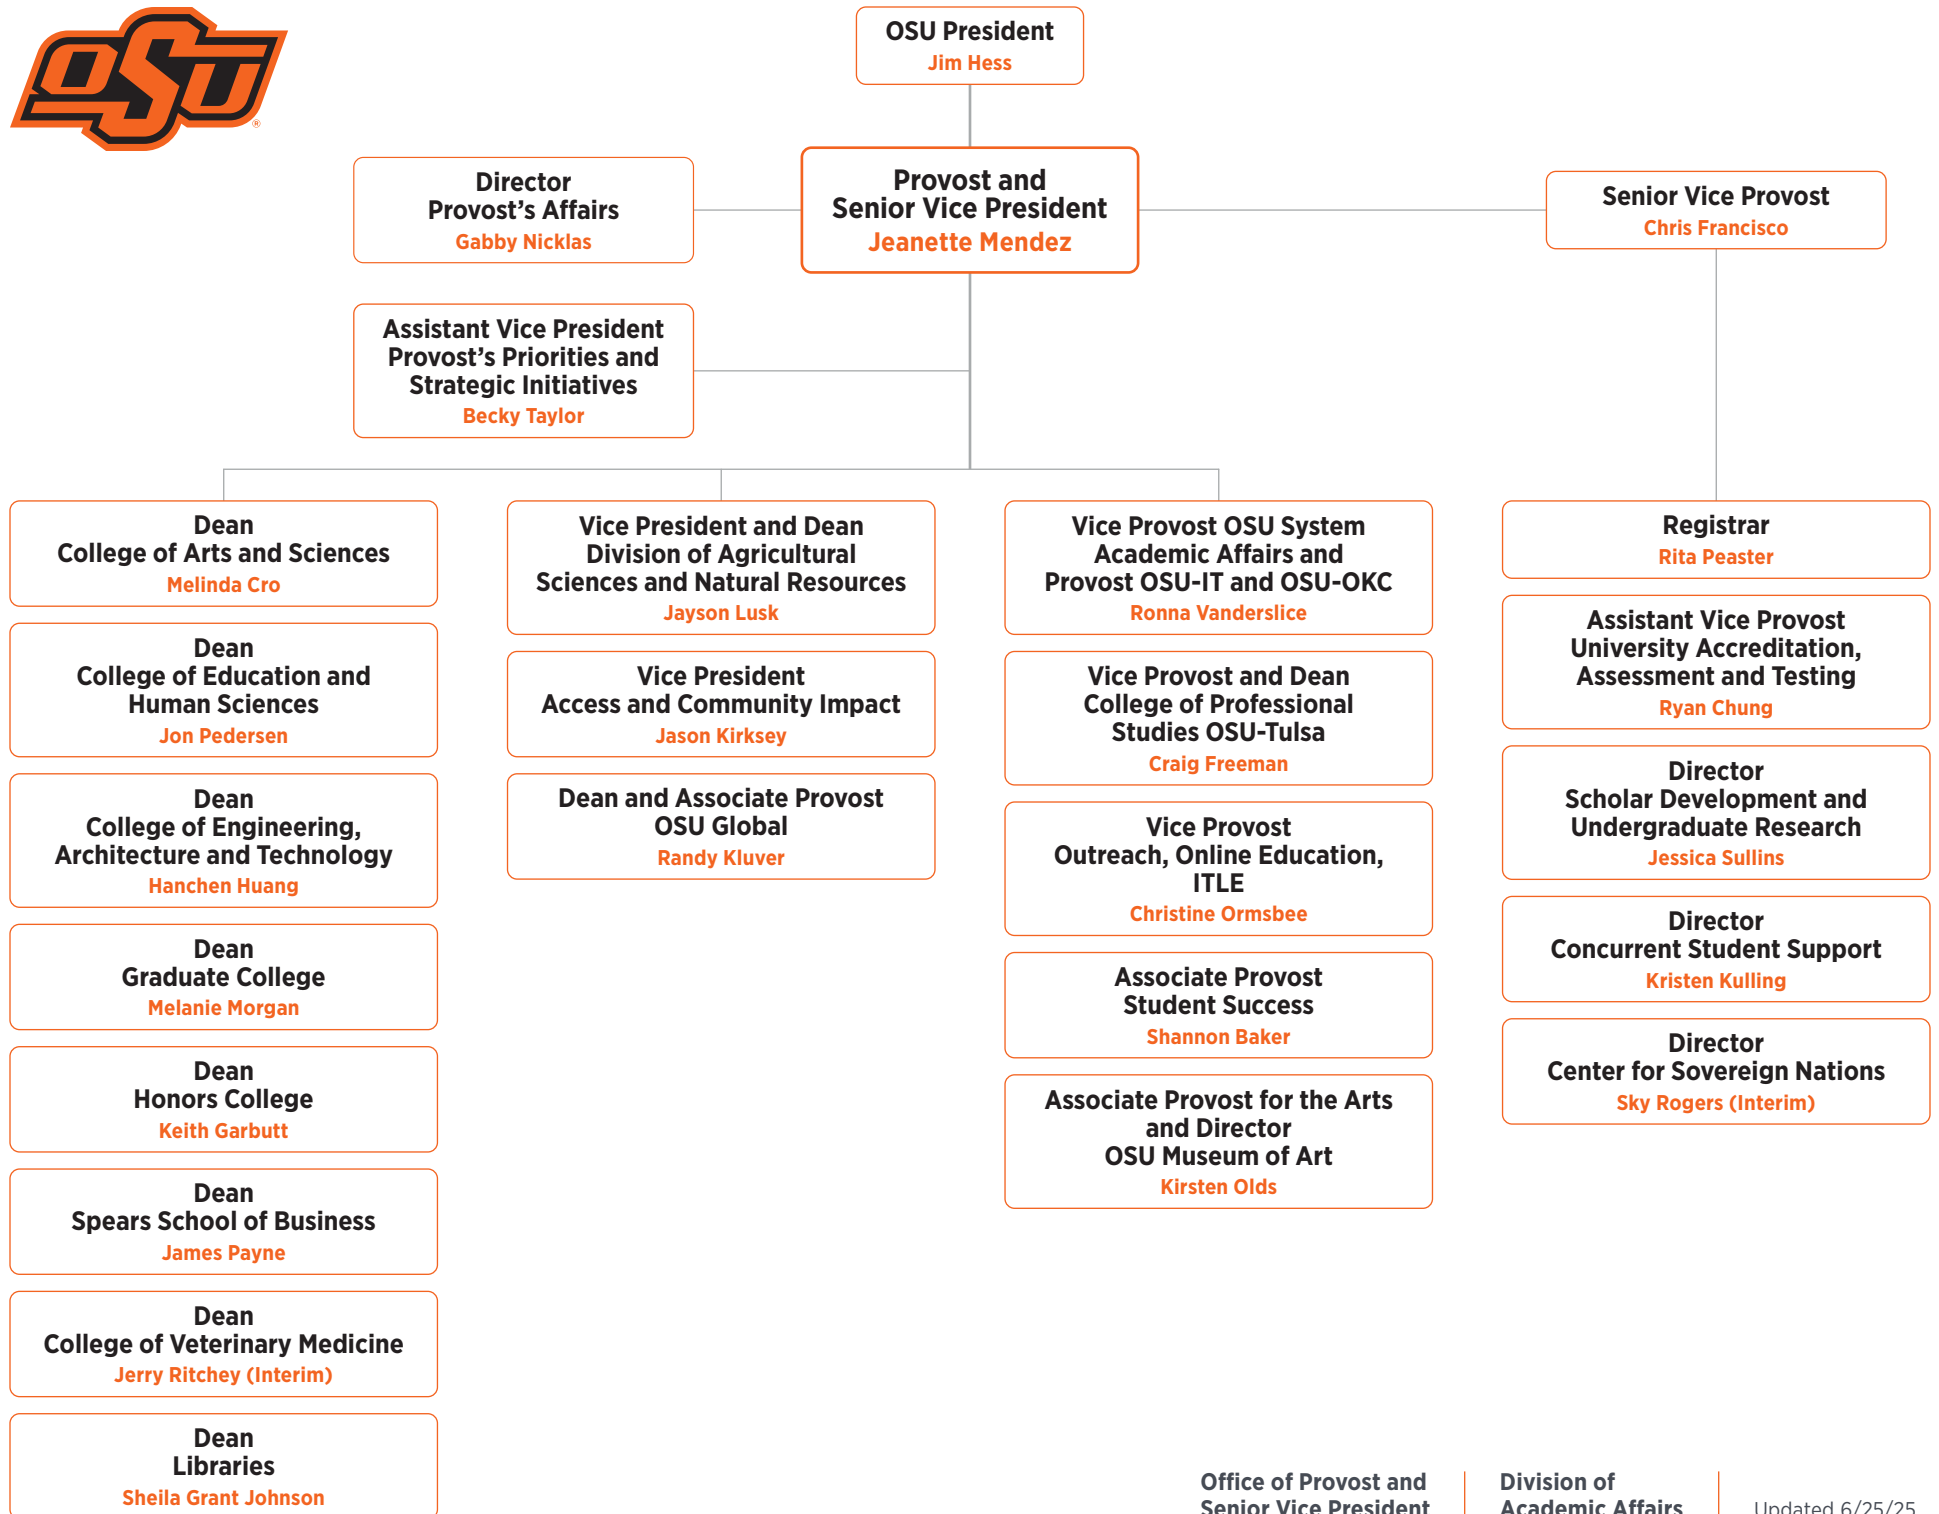 OSU
®
OSU President
Jim Hess
Director
Provost’s Affairs
Gabby Nicklas
Provost and
Senior Vice President
Jeanette Mendez
Senior Vice Provost
Chris Francisco
Assistant Vice President
Provost’s Priorities and
Strategic Initiatives
Becky Taylor
Dean
College of Arts and Sciences
Melinda Cro
Dean
College of Education and
Human Sciences
Jon Pedersen
Dean
College of Engineering,
Architecture and Technology
Hanchen Huang
Dean
Graduate College
Melanie Morgan
Dean
Honors College
Keith Garbutt
Dean
Spears School of Business
James Payne
Dean
College of Veterinary Medicine
Jerry Ritchey (Interim)
Dean
Libraries
Sheila Grant Johnson
Vice President and Dean
Division of Agricultural
Sciences and Natural Resources
Jayson Lusk
Vice President
Access and Community Impact
Jason Kirksey
Dean and Associate Provost
OSU Global
Randy Kluver
Vice Provost OSU System
Academic Affairs and
Provost OSU-IT and OSU-OKC
Ronna Vanderslice
Vice Provost and Dean
College of Professional
Studies OSU-Tulsa
Craig Freeman
Vice Provost
Outreach, Online Education,
ITLE
Christine Ormsbee
Associate Provost
Student Success
Shannon Baker
Associate Provost for the Arts
and Director
OSU Museum of Art
Kirsten Olds
Registrar
Rita Peaster
Assistant Vice Provost
University Accreditation,
Assessment and Testing
Ryan Chung
Director
Scholar Development and
Undergraduate Research
Jessica Sullins
Director
Concurrent Student Support
Kristen Kulling
Director
Center for Sovereign Nations
Sky Rogers (Interim)
Office of Provost and
Senior Vice President
Division of
Academic Affairs
Updated 6/25/25